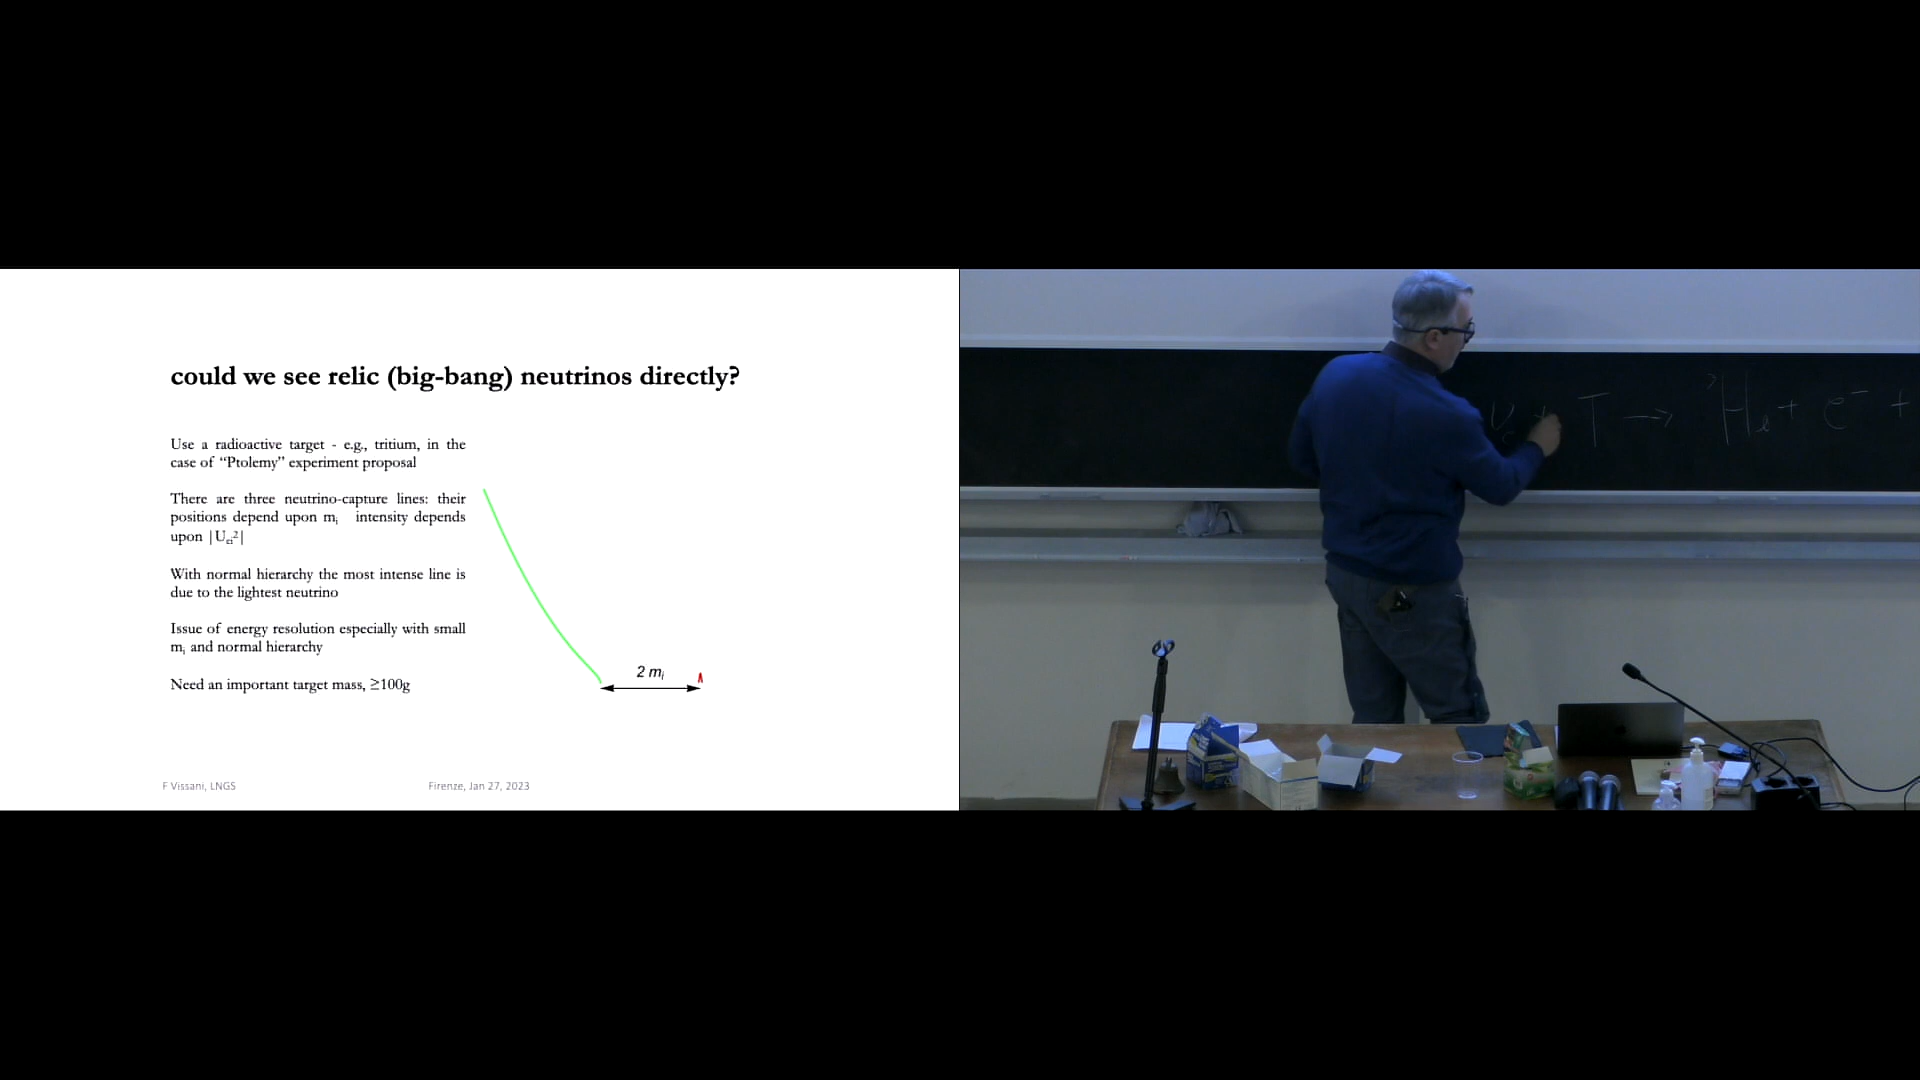 could we see relic (big-bang) neutrinos directly?
Use a radioactive target - e.g., tritium, in the
case of “Ptolemy” experiment proposal
There are three neutrino-capture lines: their
positions depend upon mᵢ intensity depends
upon |Uₑᵢ²|
With normal hierarchy the most intense line is
due to the lightest neutrino
Issue of energy resolution especially with small
mᵢ and normal hierarchy
Need an important target mass, ≥100g
2 mᵢ
F Vissani, LNGS
Firenze, Jan 27, 2023
νₑ + T → ³He + e⁻ +